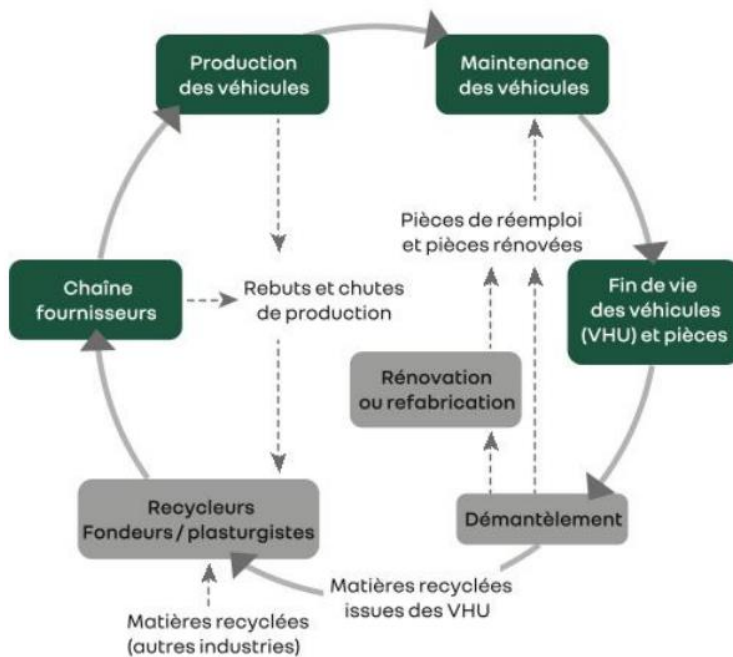 Production
des véhicules
Maintenance
des véhicules
Pièces de réemploi
et pièces rénovées
Chaîne
fournisseurs
Rebuts et chutes
de production
Fin de vie
des véhicules
(VHU) et pièces
Rénovation
ou refabrication
Recycleurs
Fondeurs / plasturgistes
Démantèlement
Matières recyclées
issues des VHU
Matières recyclées
(autres industries)